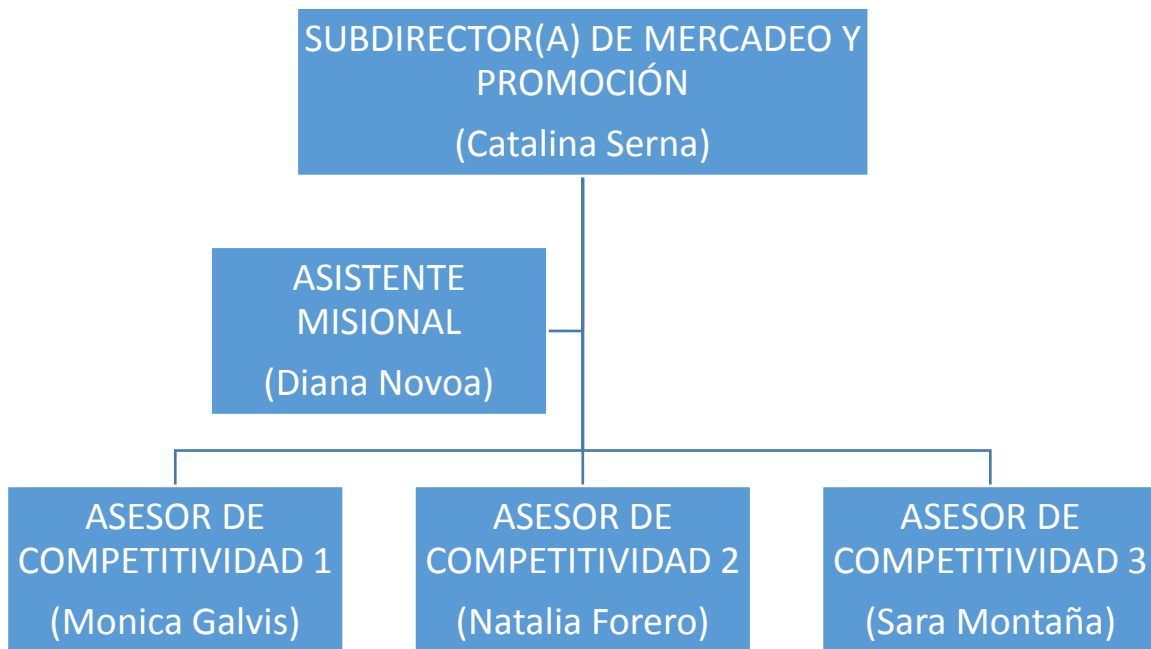 SUBDIRECTOR(A) DE MERCADEO Y
PROMOCIÓN
(Catalina Serna)
ASISTENTE
MISIONAL
(Diana Novoa)
ASESOR DE
COMPETITIVIDAD 1
(Monica Galvis)
ASESOR DE
COMPETITIVIDAD 2
(Natalia Forero)
ASESOR DE
COMPETITIVIDAD 3
(Sara Montaña)